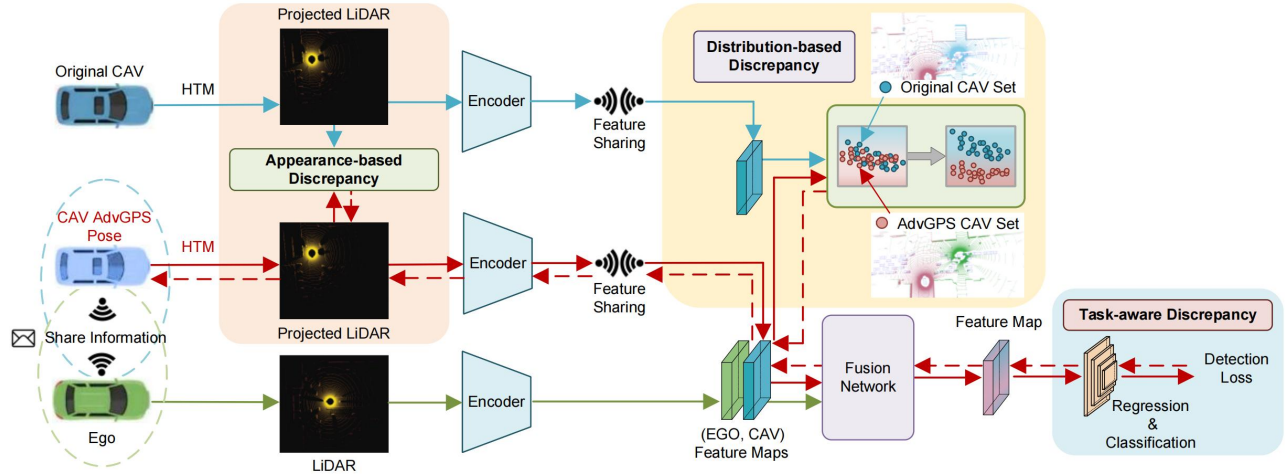 Projected LiDAR
Original CAV
HTM
Encoder
Feature
Sharing
Distribution-based
Discrepancy
Original CAV Set
Appearance-based
Discrepancy
CAV AdvGPS
Pose
HTM
Encoder
Feature
Sharing
AdvGPS CAV Set
Share Information
Projected LiDAR
Ego
LiDAR
Encoder
(EGO, CAV)
Feature Maps
Fusion
Network
Feature Map
Task-aware Discrepancy
Detection
Loss
Regression
&
Classification